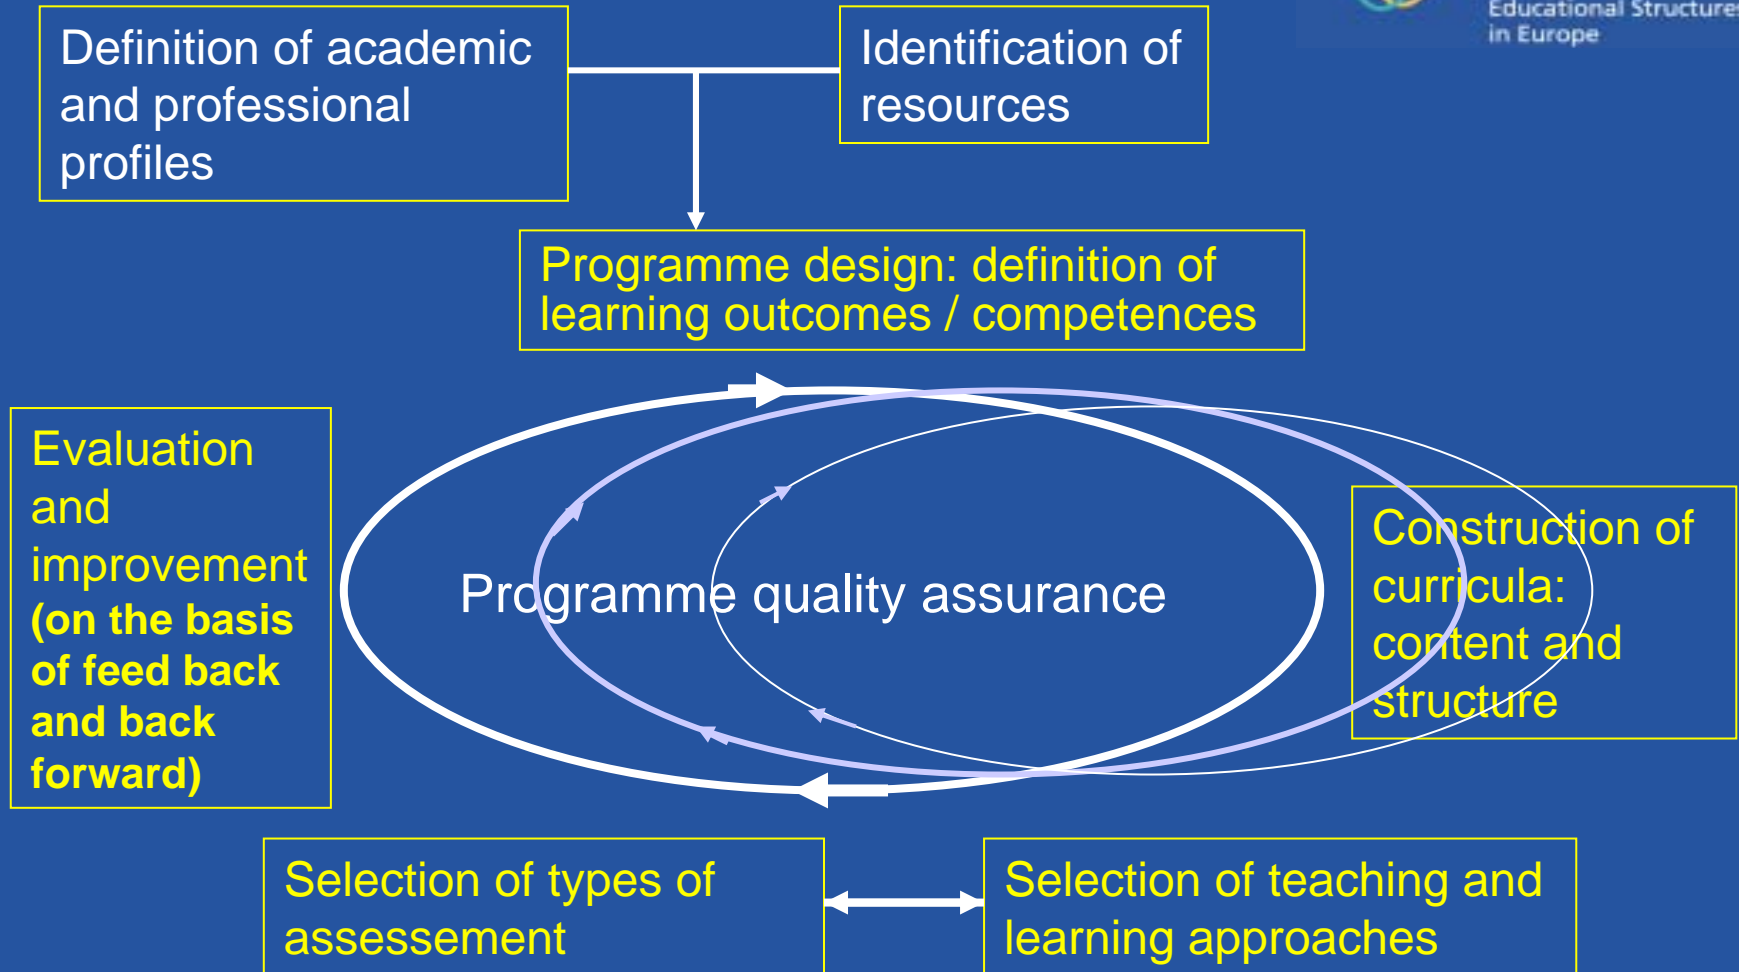 Educational Structures
in Europe
Definition of academic
and professional
profiles
Identification of
resources
Programme design: definition of
learning outcomes / competences
Evaluation
and
improvement
(on the basis
of feed back
and back
forward)
Programme quality assurance
Construction of
curricula:
content and
structure
Selection of types of
assessement
Selection of teaching and
learning approaches